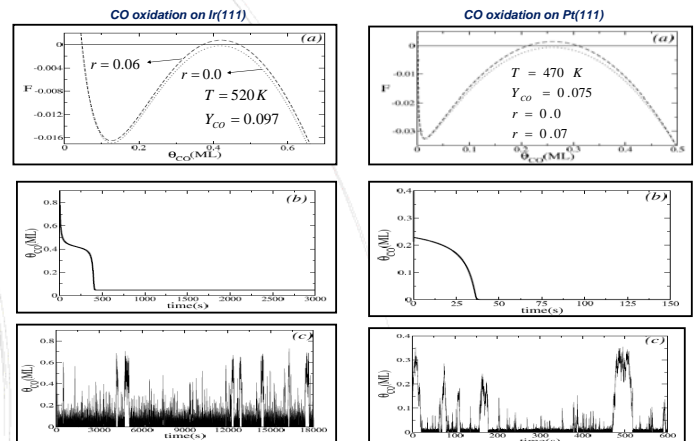 CO oxidation on Ir(111)
(a)
0
-0.004
F -0.008
-0.012
-0.016
r = 0.06
r = 0.0
T = 520 K
Y_CO = 0.097
0 0.2 0.4 0.6
θ_CO(ML)
(b)
0.8
0.6
0.4
0.2
0
θ_CO(ML)
0 500 1000 1500 2000 2500 3000
time(s)
(c)
0.8
0.6
0.4
0.2
0
θ_CO(ML)
0 3000 6000 9000 12000 15000 18000
time(s)
CO oxidation on Pt(111)
(a)
0
-0.01
F
-0.02
-0.03
T = 470 K
Y_CO = 0.075
r = 0.0
r = 0.07
0 0.1 0.2 0.3 0.4 0.5
θ_CO(ML)
(b)
0.4
0.3
0.2
0.1
0
θ_CO(ML)
0 25 50 75 100 125 150
time(s)
(c)
0.4
0.3
0.2
0.1
0
θ_CO(ML)
0 100 200 300 400 500 600
time(s)